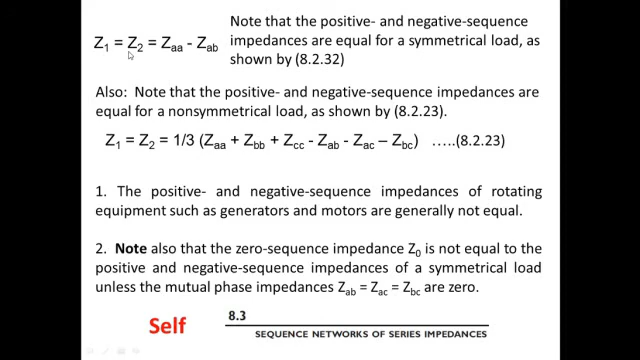 Z1 = Z2 = Zaa - Zab
Note that the positive- and negative-sequence
impedances are equal for a symmetrical load, as
shown by (8.2.32)
Also: Note that the positive- and negative-sequence impedances are
equal for a nonsymmetrical load, as shown by (8.2.23).
Z1 = Z2 = 1/3 (Zaa + Zbb + Zcc - Zab - Zac – Zbc) …..(8.2.23)
1. The positive- and negative-sequence impedances of rotating
equipment such as generators and motors are generally not equal.
2. Note also that the zero-sequence impedance Z0 is not equal to the
positive and negative-sequence impedances of a symmetrical load
unless the mutual phase impedances Zab = Zac = Zbc are zero.
Self
8.3
SEQUENCE NETWORKS OF SERIES IMPEDANCES